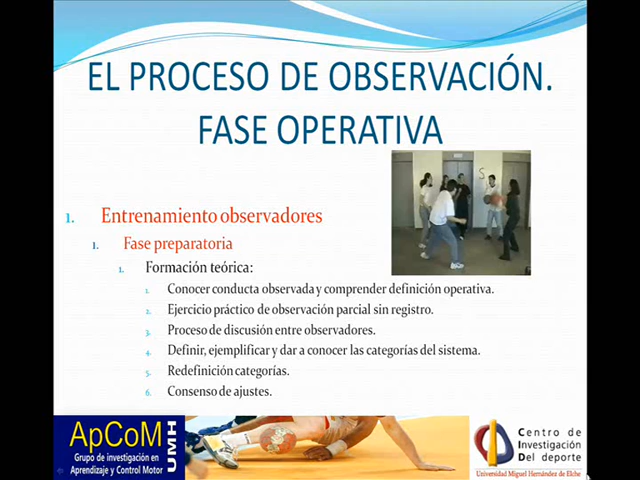 EL PROCESO DE OBSERVACIÓN.
FASE OPERATIVA
1. Entrenamiento observadores
1. Fase preparatoria
1. Formación teórica:
1. Conocer conducta observada y comprender definición operativa.
2. Ejercicio práctico de observación parcial sin registro.
3. Proceso de discusión entre observadores.
4. Definir, ejemplificar y dar a conocer las categorías del sistema.
5. Redefinición categorías.
6. Consenso de ajustes.
ApCoM
UMH
Grupo de investigación en
Aprendizaje y Control Motor
Centro de
Investigación
Del deporte
Universidad Miguel Hernández de Elche